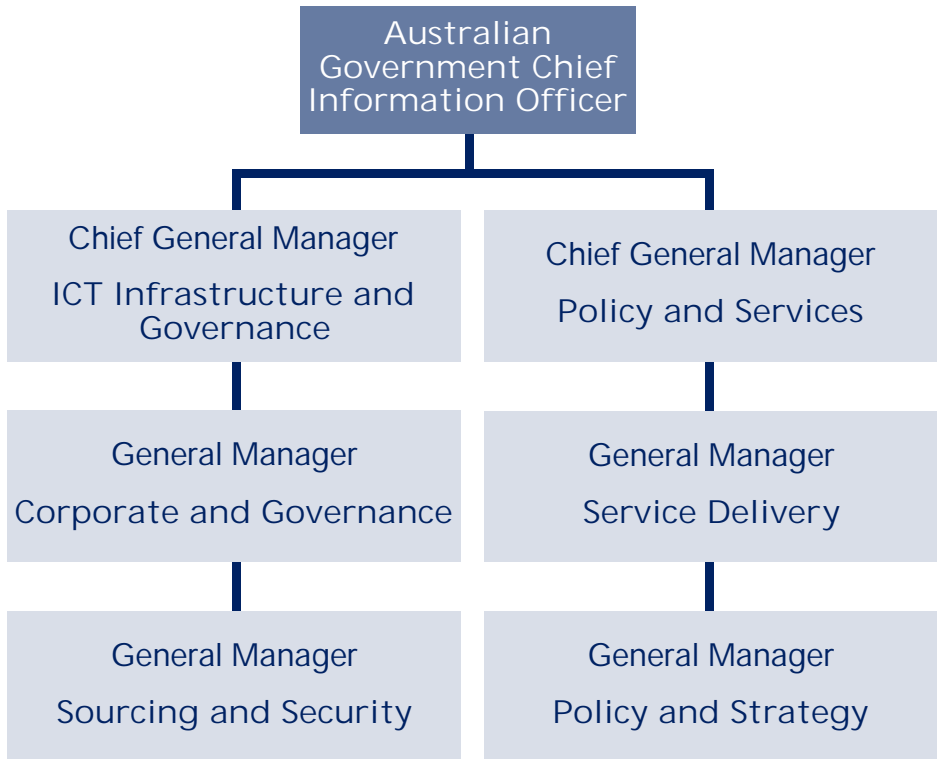 Australian
Government Chief
Information Officer
Chief General Manager
ICT Infrastructure and
Governance
Chief General Manager
Policy and Services
General Manager
Corporate and Governance
General Manager
Service Delivery
General Manager
Sourcing and Security
General Manager
Policy and Strategy